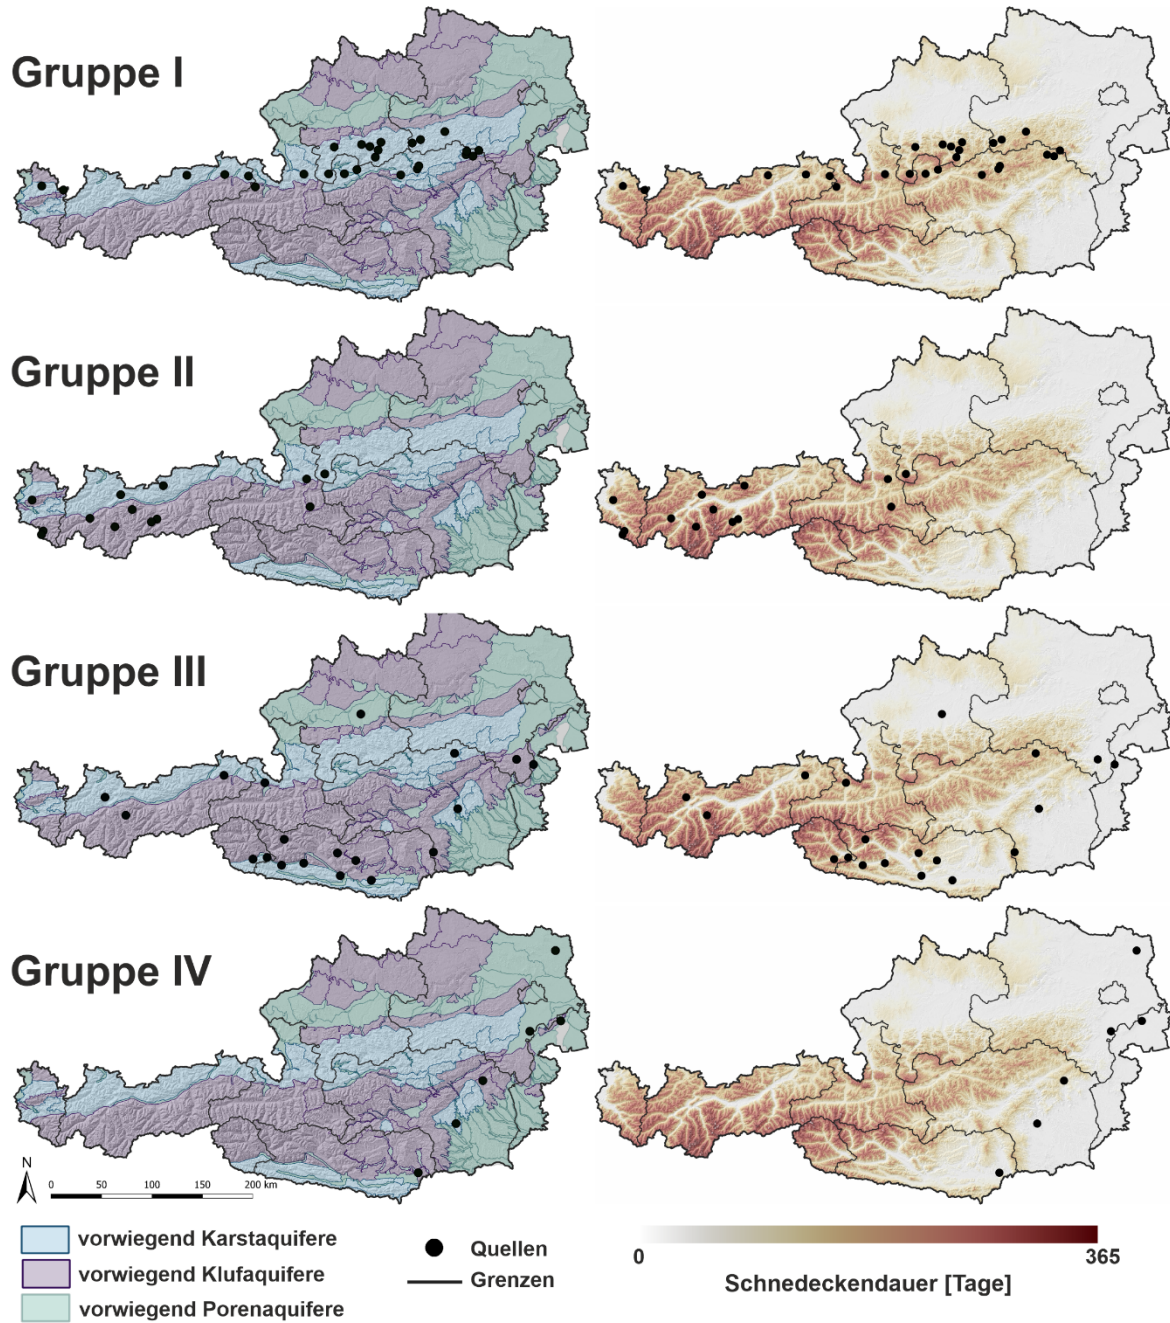 Gruppe I
Gruppe II
Gruppe III
Gruppe IV
N
0 50 100 150 200 km
vorwiegend Karstaquifere
vorwiegend Klufaquifere
vorwiegend Porenaquifere
Quellen
Grenzen
0 365
Schnedeckendauer [Tage]